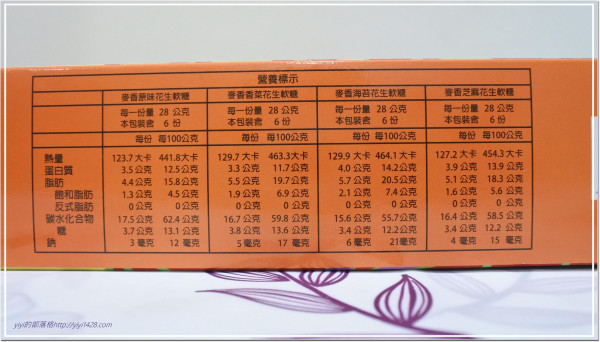 營養標示
麥香原味花生軟糖 麥香香菜花生軟糖 麥香海苔花生軟糖 麥香芝麻花生軟糖
每一份量 28 公克 每一份量 28 公克 每一份量 28 公克 每一份量 28 公克
本包裝含 6 份 本包裝含 6 份 本包裝含 6 份 本包裝含 6 份
每份 每100公克 每份 每100公克 每份 每100公克 每份 每100公克
熱量 123.7 大卡 441.8大卡 129.7 大卡 463.3大卡 129.9 大卡 464.1大卡 127.2 大卡 454.3大卡
蛋白質 3.5 公克 12.5公克 3.3 公克 11.7公克 4.0 公克 14.2公克 3.9 公克 13.9公克
脂肪 4.4 公克 15.8公克 5.5 公克 19.7公克 5.7 公克 20.5公克 5.1 公克 18.3公克
飽和脂肪 1.3 公克 4.5公克 1.9 公克 6.9公克 2.1 公克 7.4公克 1.6 公克 5.6公克
反式脂肪 0 公克 0公克 0 公克 0公克 0 公克 0公克 0 公克 0公克
碳水化合物 17.5 公克 62.4 公克 16.7 公克 59.8 公克 15.6 公克 55.7公克 16.4 公克 58.5 公克
糖 3.7 公克 13.1 公克 3.8 公克 13.6 公克 3.4 公克 12.2公克 3.4 公克 12.2 公克
鈉 3 毫克 12 毫克 5 毫克 17 毫克 6 毫克 21毫克 4 毫克 15 毫克
yiyi的部落格http://yiyi1428.com